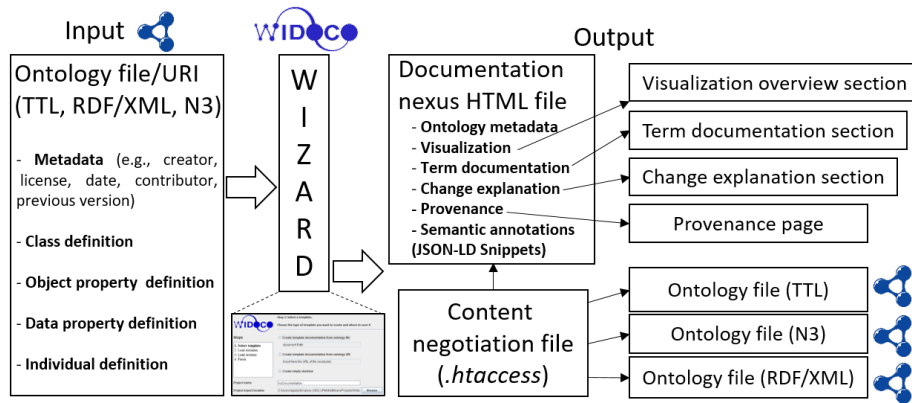 Input
Ontology file/URI
(TTL, RDF/XML, N3)
- Metadata (e.g., creator,
license, date, contributor,
previous version)
- Class definition
- Object property definition
- Data property definition
- Individual definition
WIDOCO
W
I
Z
A
R
D
WIDOCO
Output
Documentation
nexus HTML file
- Ontology metadata
- Visualization
- Term documentation
- Change explanation
- Provenance
- Semantic annotations
(JSON-LD Snippets)
Visualization overview section
Term documentation section
Change explanation section
Provenance page
Content
negotiation file
(.htaccess)
Ontology file (TTL)
Ontology file (N3)
Ontology file (RDF/XML)